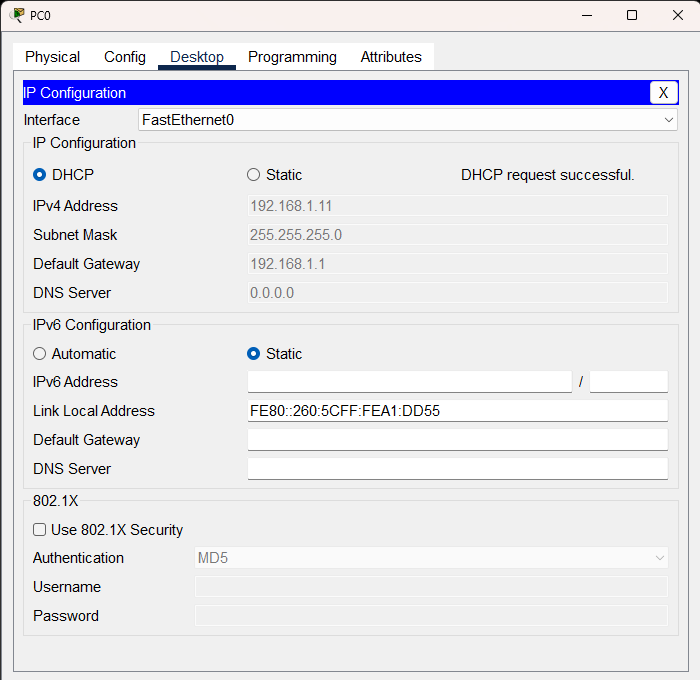 PC0
Physical Config Desktop Programming Attributes
IP Configuration X
Interface FastEthernet0
IP Configuration
DHCP Static DHCP request successful.
IPv4 Address 192.168.1.11
Subnet Mask 255.255.255.0
Default Gateway 192.168.1.1
DNS Server 0.0.0.0
IPv6 Configuration
Automatic Static
IPv6 Address /
Link Local Address FE80::260:5CFF:FEA1:DD55
Default Gateway
DNS Server
802.1X
Use 802.1X Security
Authentication MD5
Username
Password